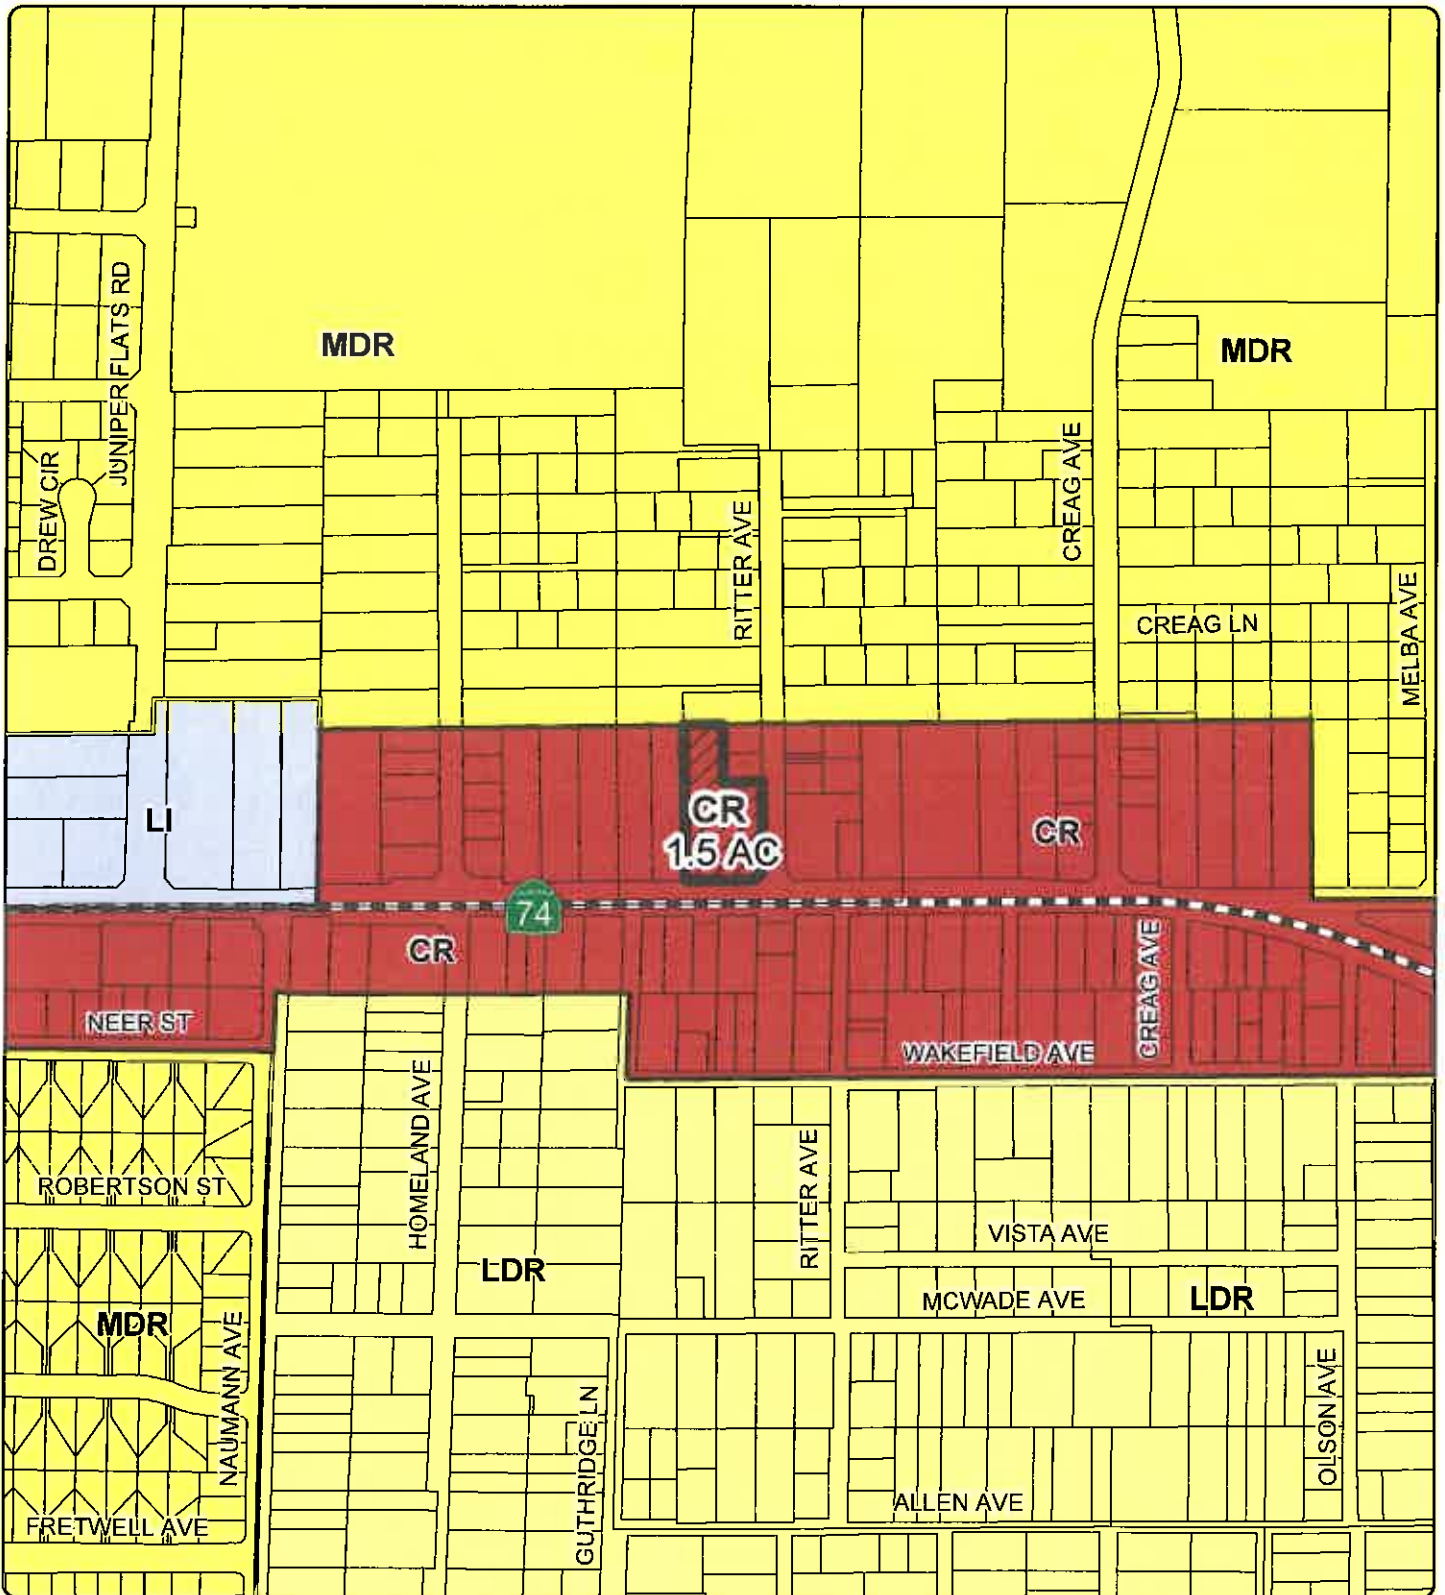 MDR
MDR
JUNIPER FLATS RD
DREW CIR
CREAG AVE
RITTER AVE
CREAG LN
MELBA AVE
LI
CR
1.5 AC
CR
74
CR
NEER ST
CREAG AVE
WAKEFIELD AVE
HOMELAND AVE
ROBERTSON ST
RITTER AVE
VISTA AVE
LDR
MCWADE AVE
LDR
MDR
NAUMANN AVE
OLSON AVE
GUTHRIDGE LN
ALLEN AVE
FRETWELL AVE